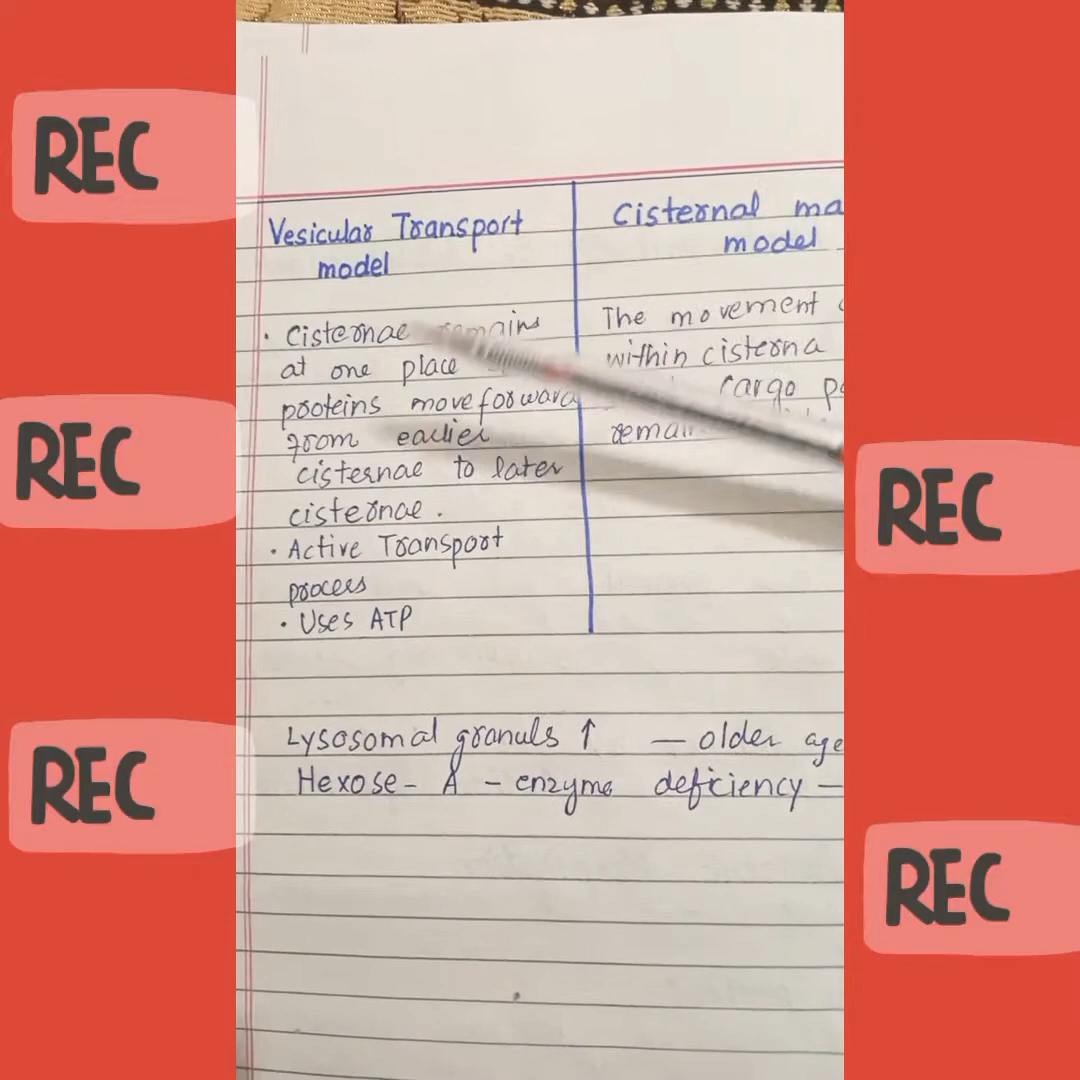 REC
REC
REC
REC
REC
Vesicular Transport
model
· Cisternae remains
at one place
proteins move forward
from earlier
cisternae to later
cisternae.
· Active Transport
process
· Uses ATP
Cisternal ma
model
The movement
within cisterna
cargo
remain
Lysosomal granuls ↑ — older age
Hexose - A - enzyme deficiency —